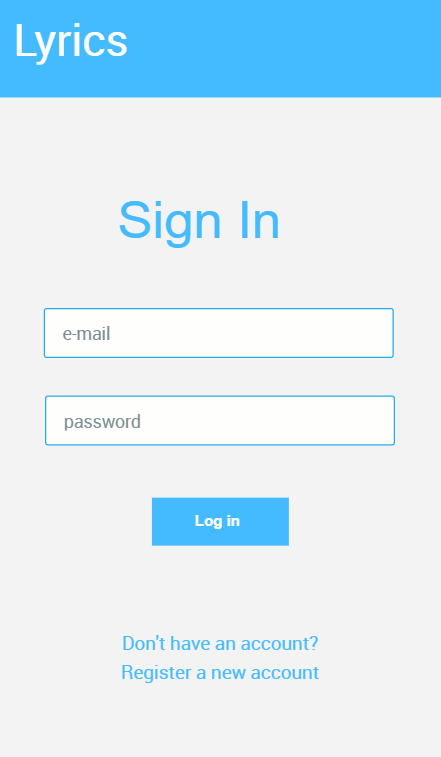 Lyrics
Sign In
e-mail
password
Log in
Don't have an account?
Register a new account